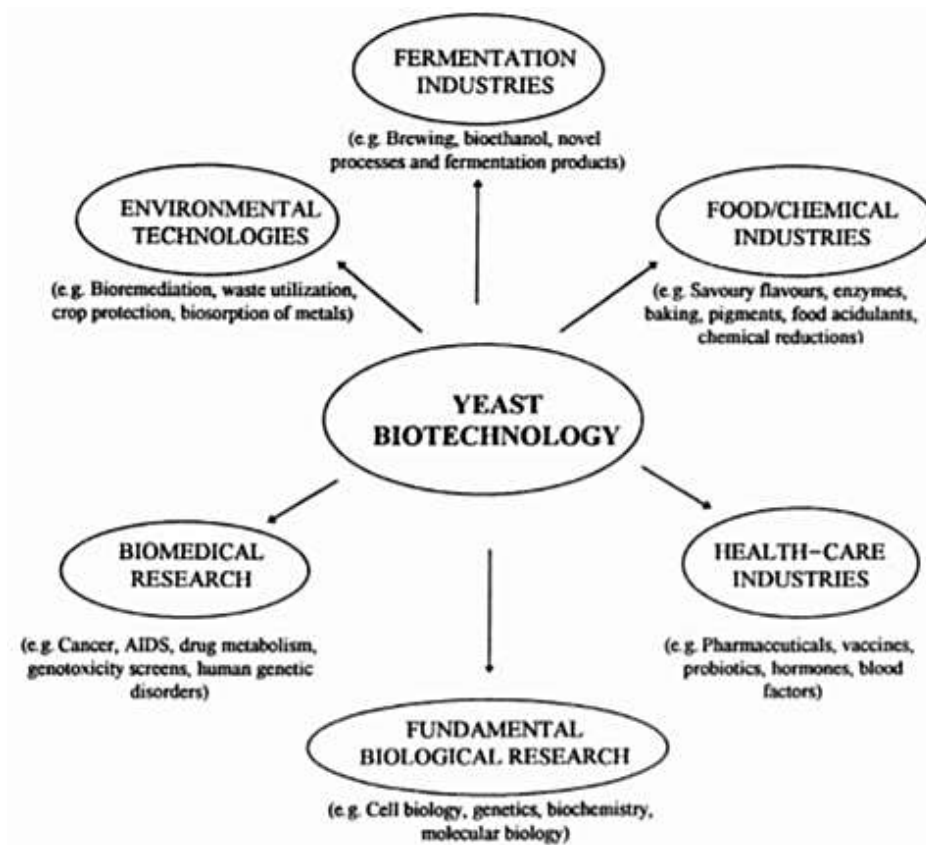 FERMENTATION
INDUSTRIES
(e.g. Brewing, bioethanol, novel
processes and fermentation products)
ENVIRONMENTAL
TECHNOLOGIES
(e.g. Bioremediation, waste utilization,
crop protection, biosorption of metals)
FOOD/CHEMICAL
INDUSTRIES
(e.g. Savoury flavours, enzymes,
baking, pigments, food acidulants,
chemical reductions)
YEAST
BIOTECHNOLOGY
BIOMEDICAL
RESEARCH
(e.g. Cancer, AIDS, drug metabolism,
genotoxicity screens, human genetic
disorders)
HEALTH-CARE
INDUSTRIES
(e.g. Pharmaceuticals, vaccines,
probiotics, hormones, blood
factors)
FUNDAMENTAL
BIOLOGICAL RESEARCH
(e.g. Cell biology, genetics, biochemistry,
molecular biology)